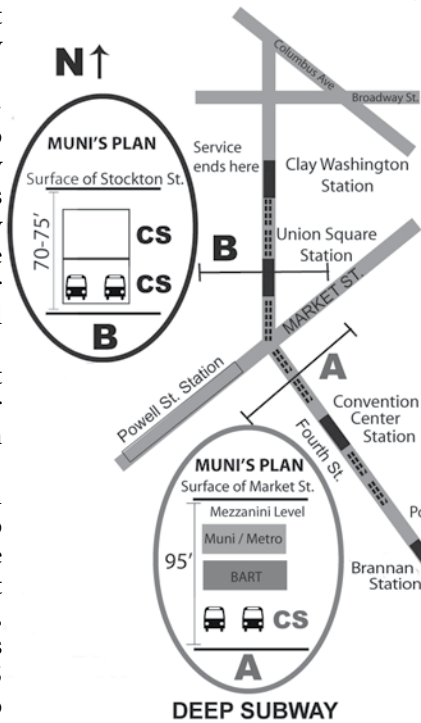 N
Columbus Ave
Broadway St.
MUNI'S PLAN
Surface of Stockton St.
70-75'
CS
CS
B
Service
ends here
Clay Washington
Station
B
Union Square
Station
MARKET ST.
A
Powell St. Station
Convention
Center
Station
Fourth St.
Brannan
Station
MUNI'S PLAN
Surface of Market St.
Mezzanini Level
Muni / Metro
BART
95'
CS
A
DEEP SUBWAY